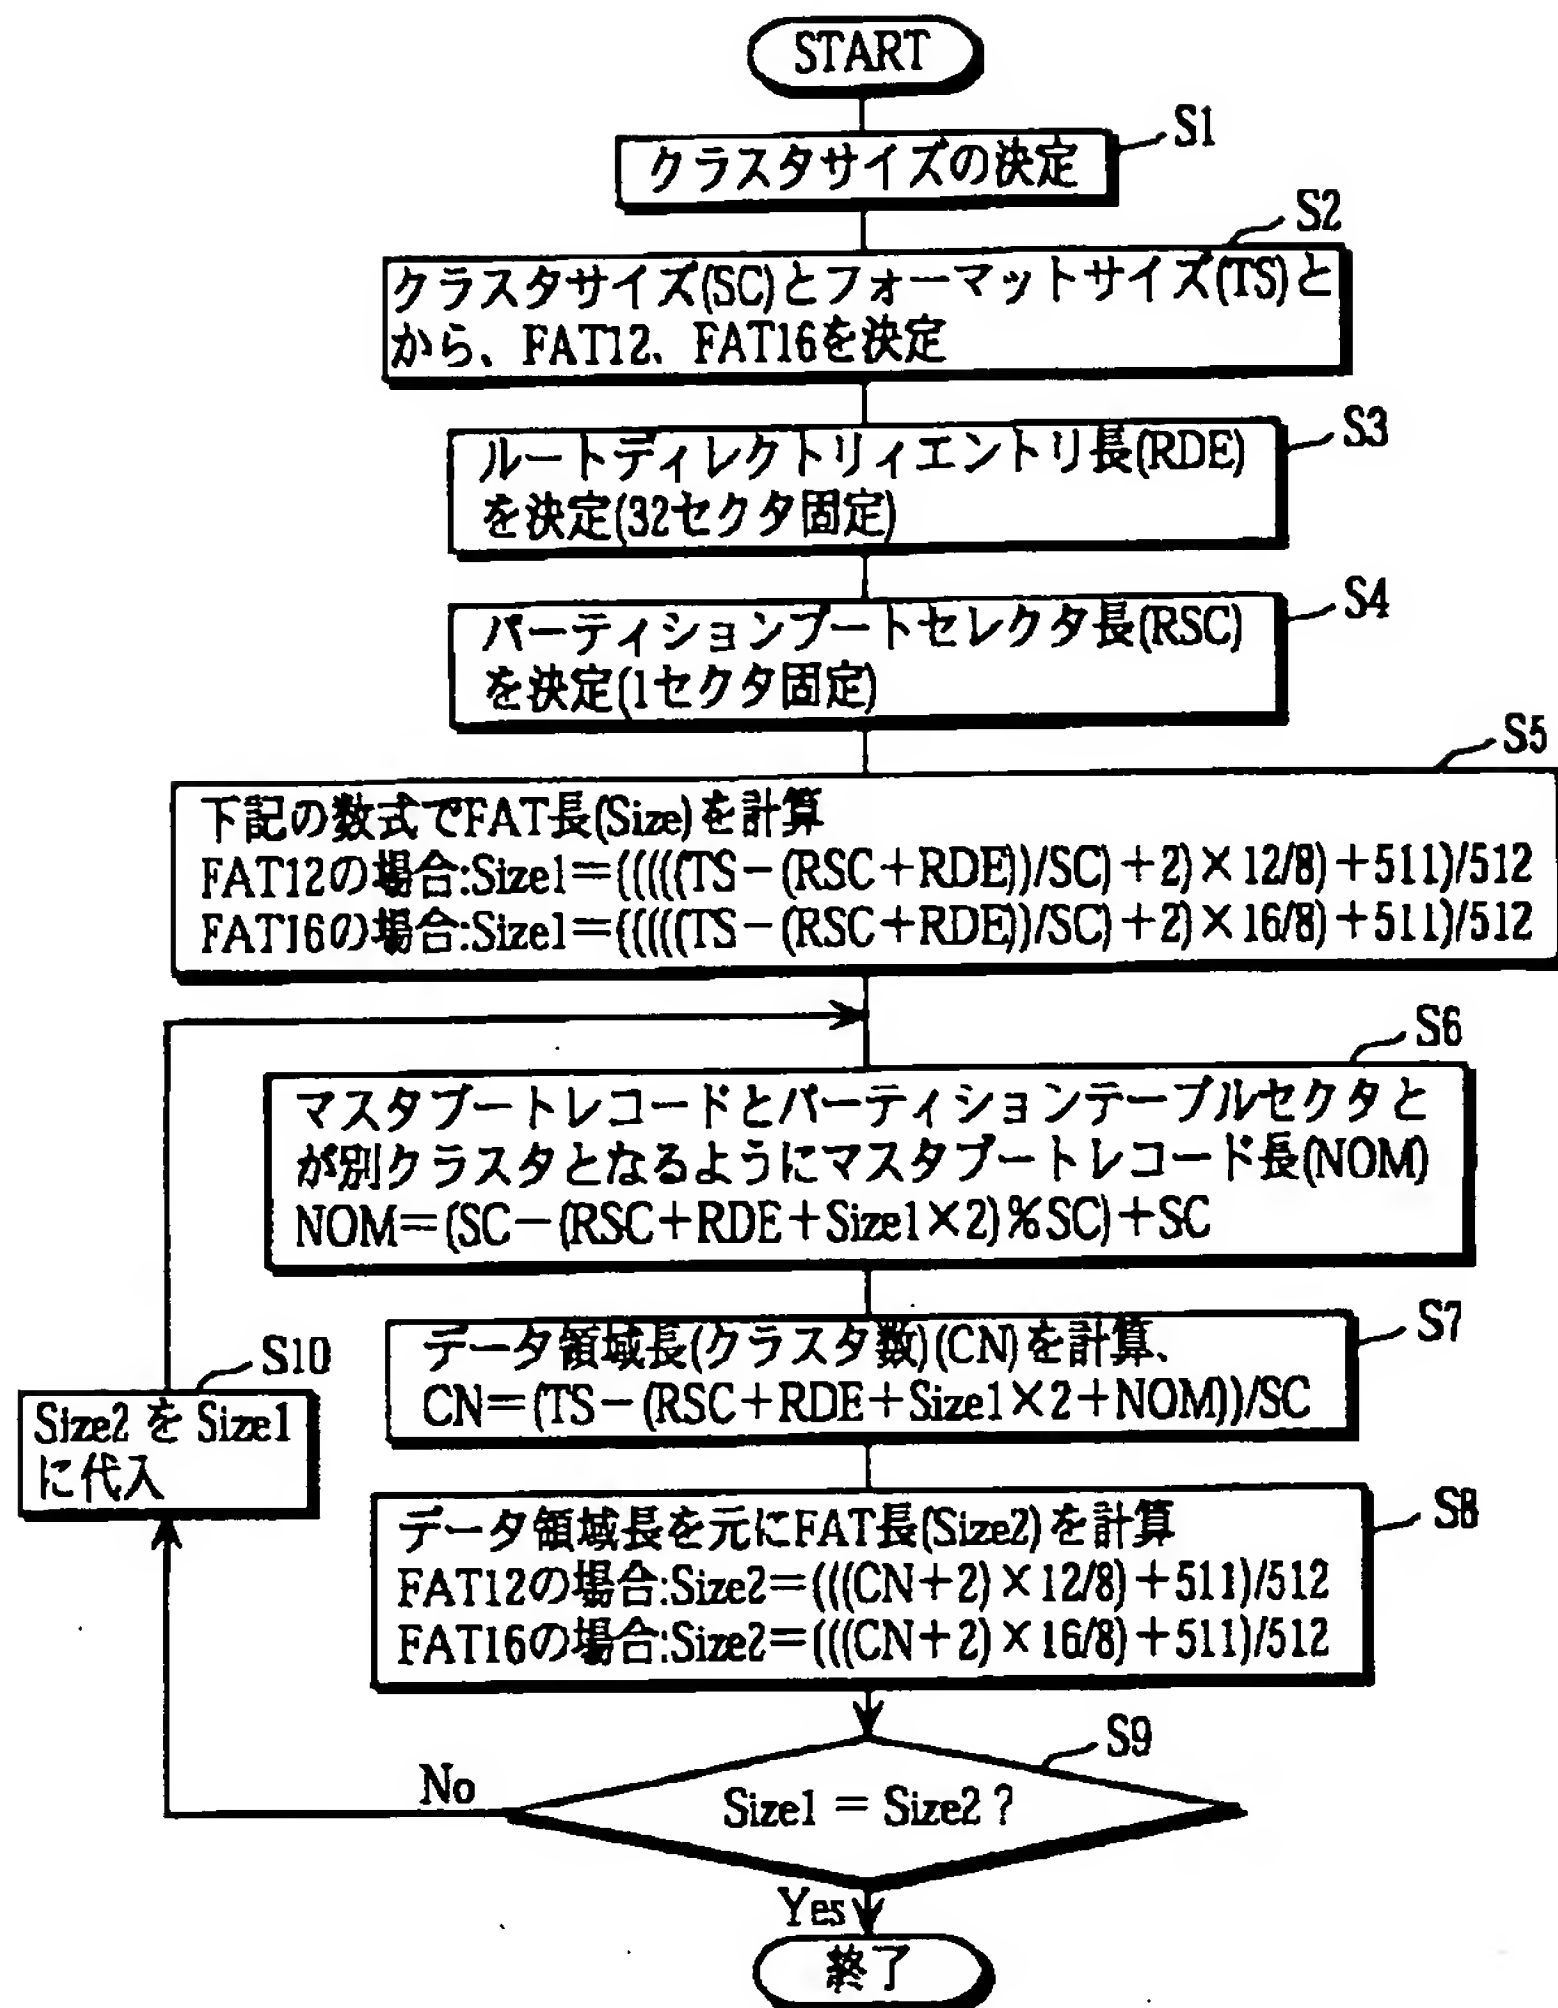 START
S1
クラスタサイズの決定
S2
クラスタサイズ(SC)とフォーマットサイズ(TS)と
から、FAT12、FAT16を決定
S3
ルートディレクトリィエントリ長(RDE)
を決定(32セクタ固定)
S4
パーティションブートセレクタ長(RSC)
を決定(1セクタ固定)
S5
下記の数式でFAT長(Size)を計算
FAT12の場合:Size1=(((((TS-(RSC+RDE))/SC)+2)×12/8)+511)/512
FAT16の場合:Size1=(((((TS-(RSC+RDE))/SC)+2)×16/8)+511)/512
S6
マスタブートレコードとパーティションテーブルセクタと
が別クラスタとなるようにマスタブートレコード長(NOM)
NOM=(SC-(RSC+RDE+Size1×2)%SC)+SC
S7
データ領域長(クラスタ数)(CN)を計算、
CN=(TS-(RSC+RDE+Size1×2+NOM))/SC
S10
Size2 を Size1
に代入
S8
データ領域長を元にFAT長(Size2)を計算
FAT12の場合:Size2=(((CN+2)×12/8)+511)/512
FAT16の場合:Size2=(((CN+2)×16/8)+511)/512
S9
No
Size1 = Size2 ?
Yes
終了